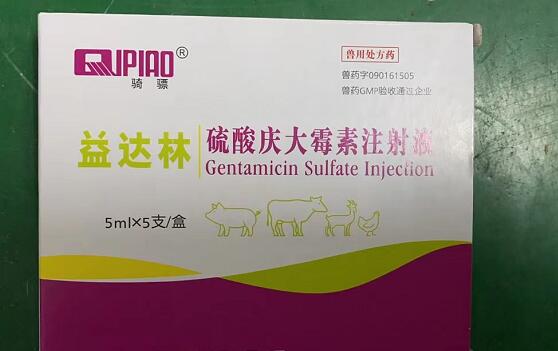 QIPIAO®
骑骠
兽用处方药
兽药字090161505
兽药GMP验收通过企业
益达林
硫酸庆大霉素注射液
Gentamicin Sulfate Injection
5ml×5支/盒